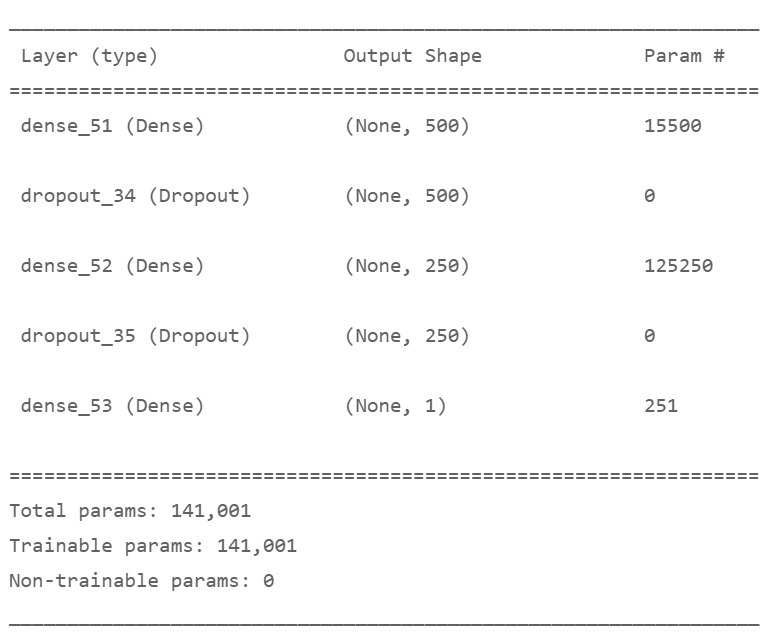 _________________________________________________________________
Layer (type)                Output Shape              Param #
=================================================================
dense_51 (Dense)            (None, 500)               15500
dropout_34 (Dropout)        (None, 500)               0
dense_52 (Dense)            (None, 250)               125250
dropout_35 (Dropout)        (None, 250)               0
dense_53 (Dense)            (None, 1)                 251
=================================================================
Total params: 141,001
Trainable params: 141,001
Non-trainable params: 0
_________________________________________________________________